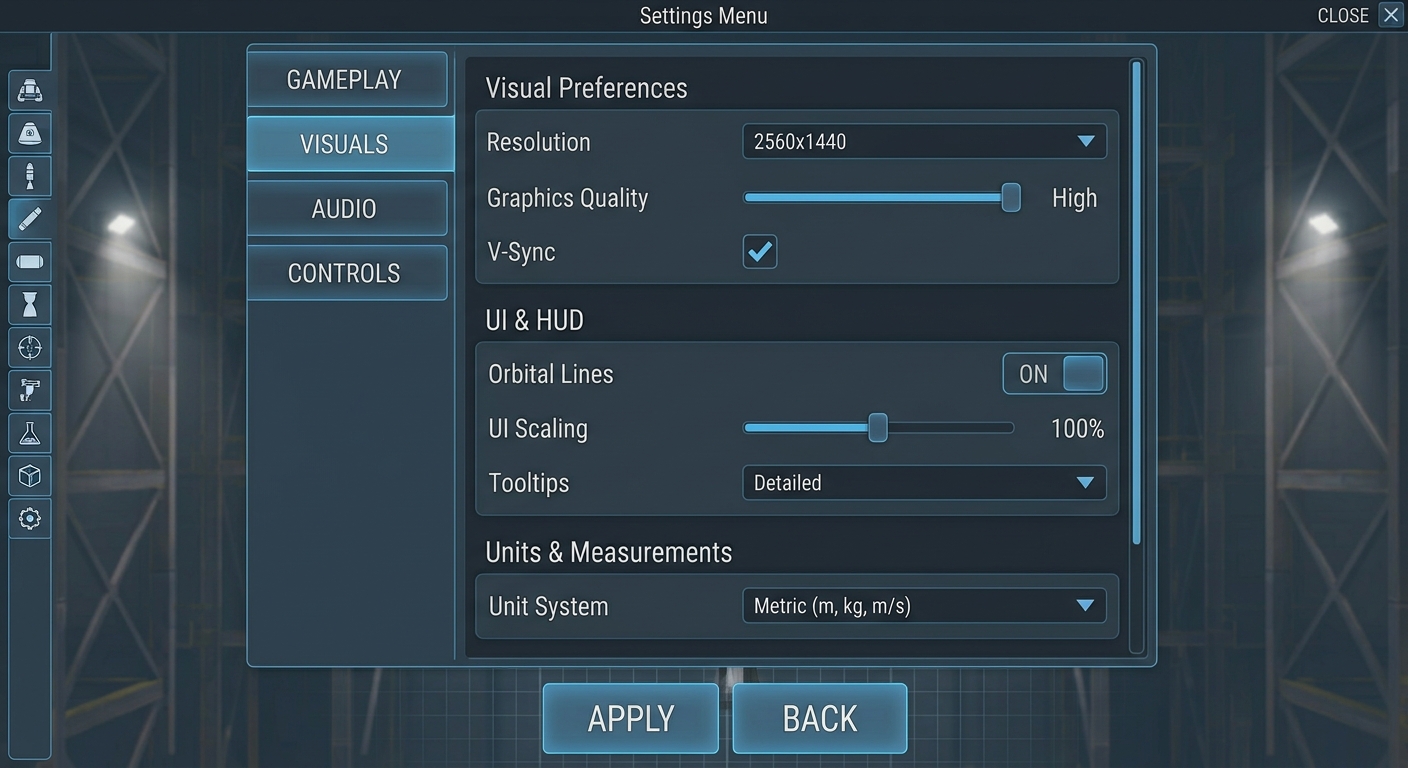 Settings Menu
CLOSE
GAMEPLAY
VISUALS
AUDIO
CONTROLS
Visual Preferences
Resolution 2560x1440
Graphics Quality High
V-Sync
UI & HUD
Orbital Lines ON
UI Scaling 100%
Tooltips Detailed
Units & Measurements
Unit System Metric (m, kg, m/s)
APPLY BACK